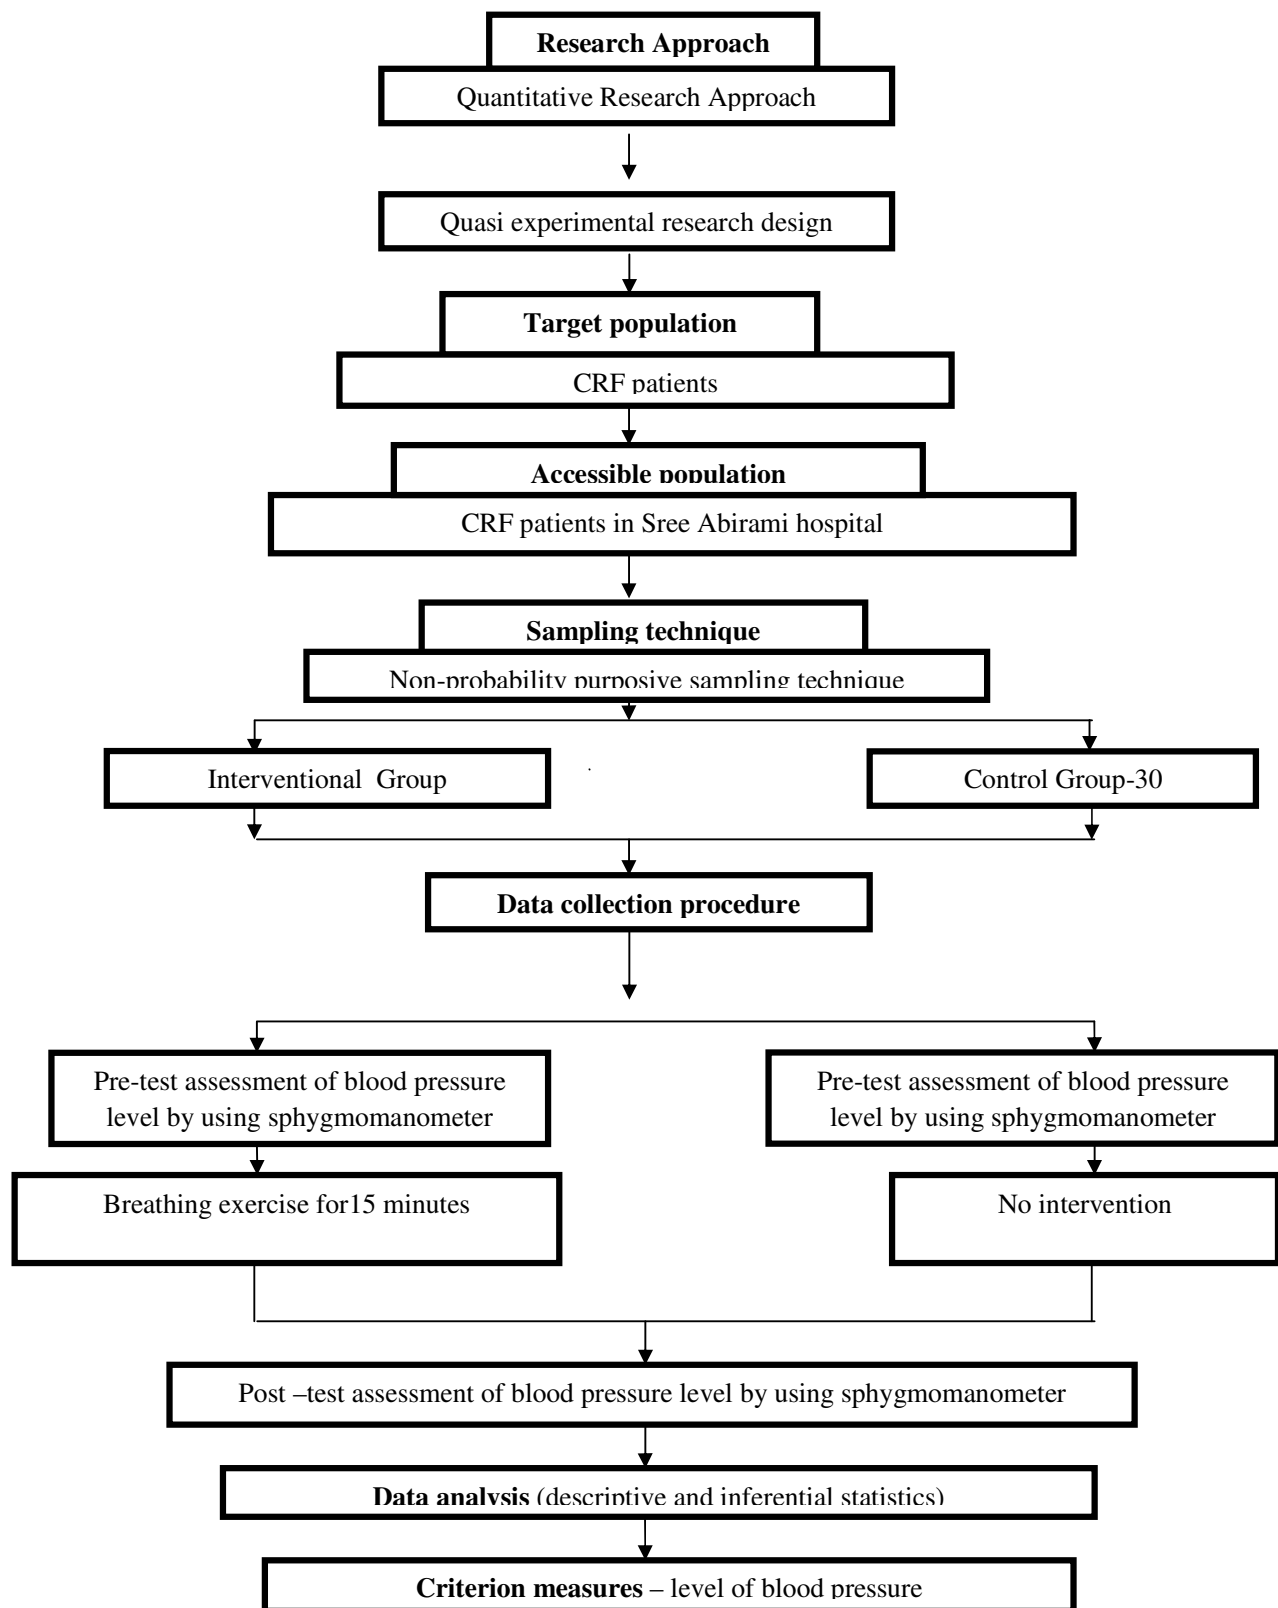 Research Approach
Quantitative Research Approach
Quasi experimental research design
Target population
CRF patients
Accessible population
CRF patients in Sree Abirami hospital
Sampling technique
Non-probability purposive sampling technique
Interventional  Group
Control Group-30
Data collection procedure
Pre-test assessment of blood pressure
level by using sphygmomanometer
Pre-test assessment of blood pressure
level by using sphygmomanometer
Breathing exercise for15 minutes
No intervention
Post –test assessment of blood pressure level by using sphygmomanometer
Data analysis (descriptive and inferential statistics)
Criterion measures – level of blood pressure